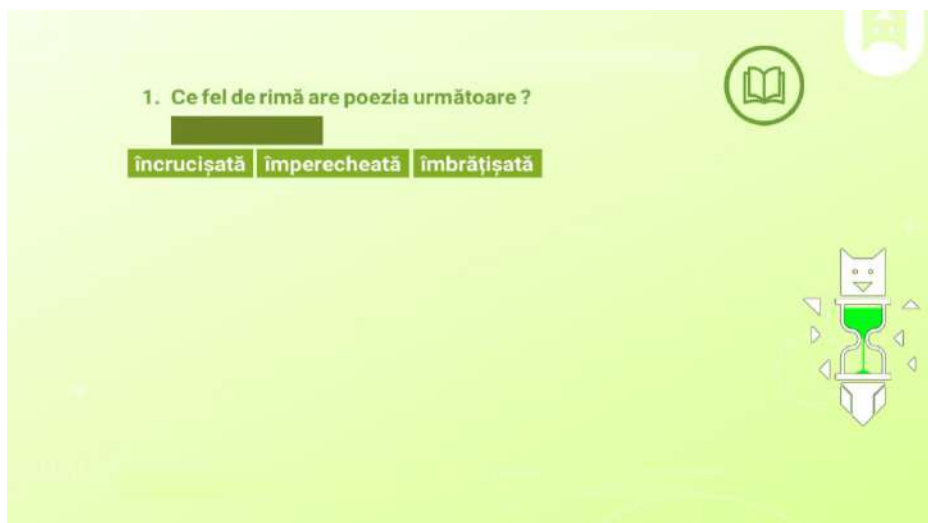 1. Ce fel de rimă are poezia următoare ?
încrucișată împerecheată îmbrățișată